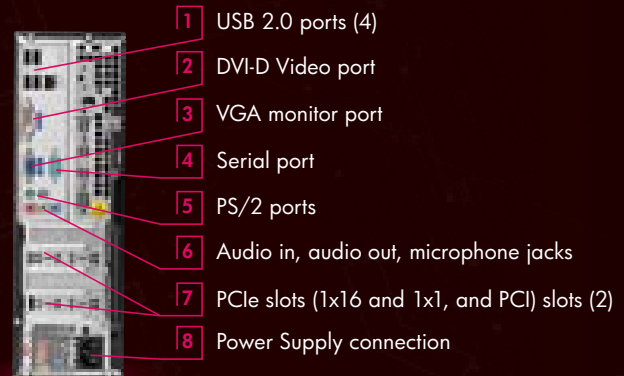 1 USB 2.0 ports (4)
2 DVI-D Video port
3 VGA monitor port
4 Serial port
5 PS/2 ports
6 Audio in, audio out, microphone jacks
7 PCIe slots (1x16 and 1x1, and PCI) slots (2)
8 Power Supply connection